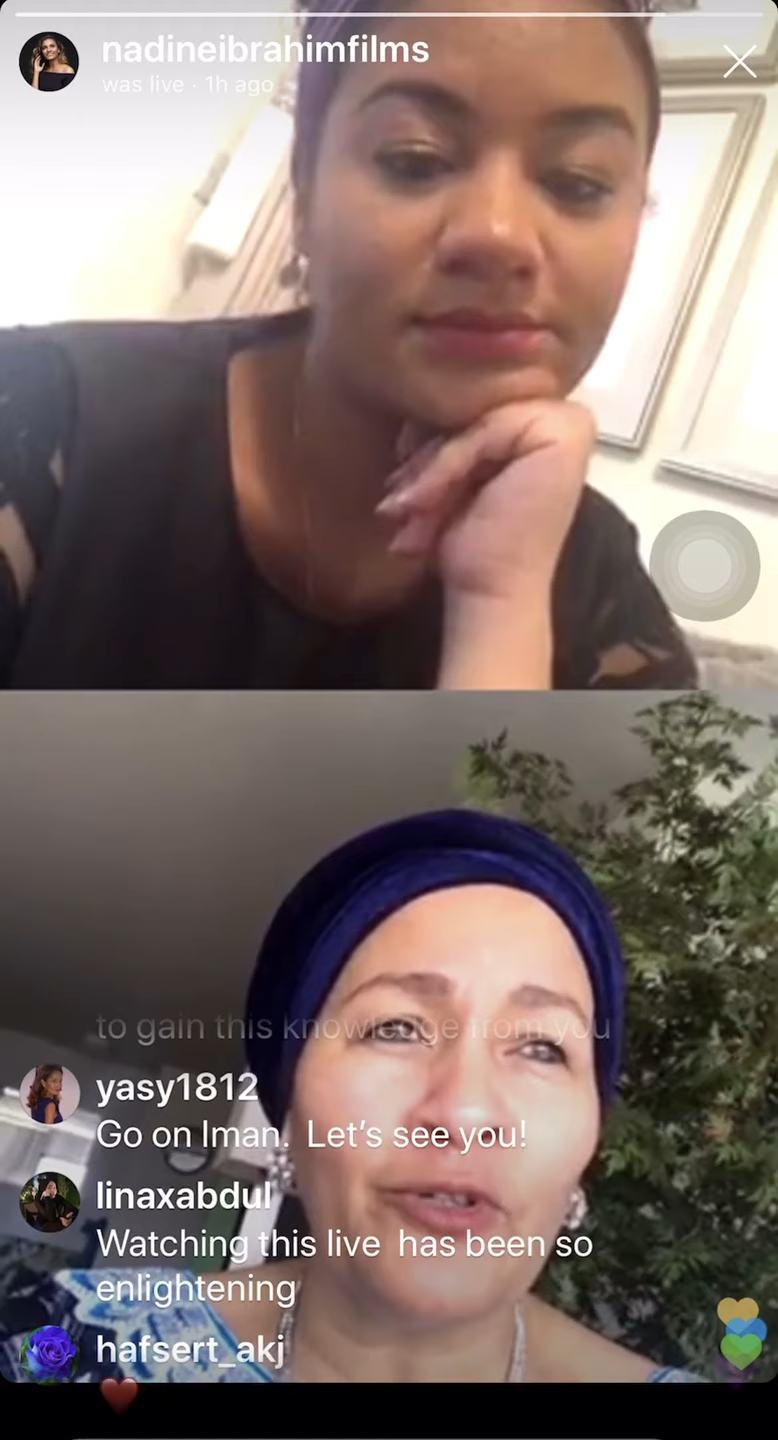 nadineibrahimfilms
was live · 1h ago
to gain this knowledge from you
yasy1812
Go on Iman.  Let’s see you!
linaxabdul
Watching this live  has been so
enlightening
hafsert_akj
❤️